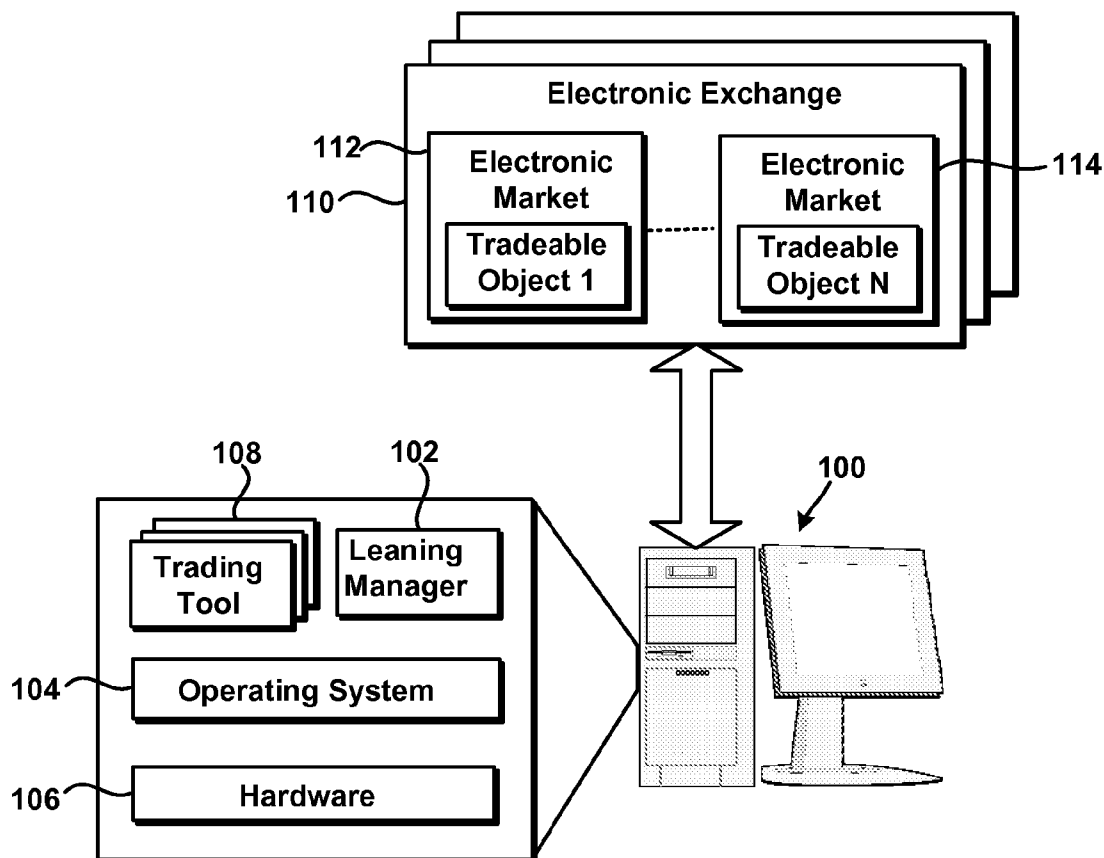 Electronic Exchange
112
Electronic
Market
Electronic
Market
114
110
Tradeable
Object 1
Tradeable
Object N
108
102
100
Trading
Tool
Leaning
Manager
104
Operating System
106
Hardware